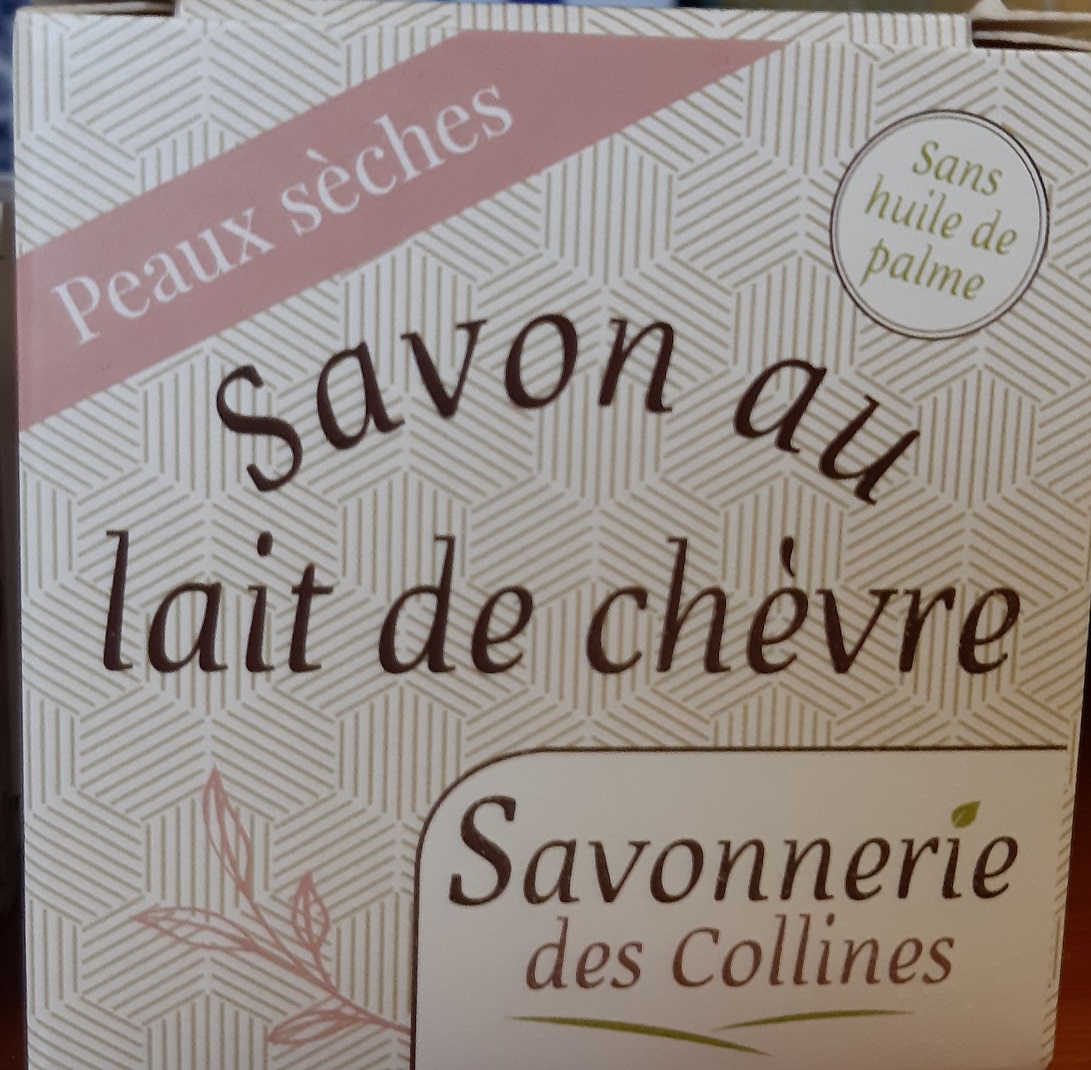 Peaux sèches
Sans
huile de
palme
Savon au
lait de chèvre
Savonnerie
des Collines